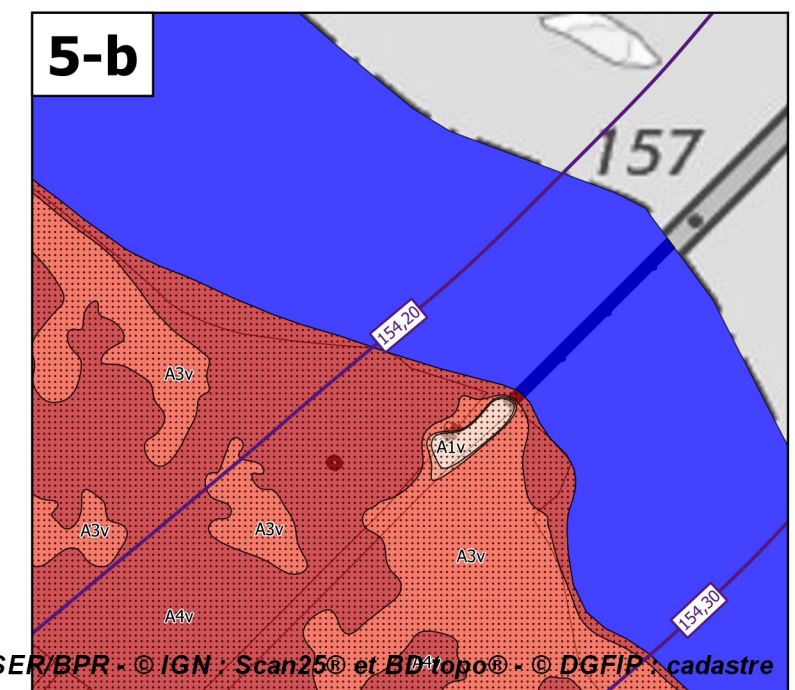 5-b
157
154,20
A3v
A1v
A3v
A3v
A3v
154,30
A4v
A4v
SER/BPR - © IGN : Scan25® et BD topo® - © DGFIP : cadastre